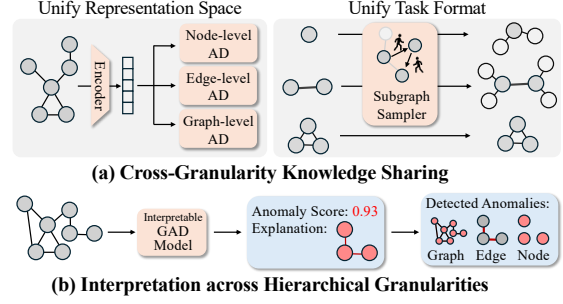 Unify Representation Space
Unify Task Format
Encoder
Node-level
AD
Edge-level
AD
Graph-level
AD
Subgraph
Sampler
(a) Cross-Granularity Knowledge Sharing
Interpretable
GAD
Model
Anomaly Score: 0.93
Explanation:
Detected Anomalies:
Graph Edge Node
(b) Interpretation across Hierarchical Granularities